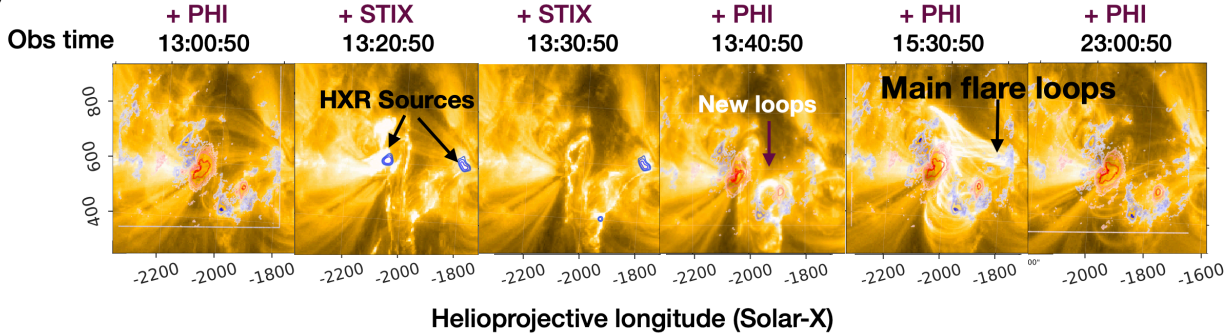 + PHI + STIX + STIX + PHI + PHI + PHI
Obs time 13:00:50 13:20:50 13:30:50 13:40:50 15:30:50 23:00:50
HXR Sources New loops Main flare loops
800
600
400
00"
-2200 -2000 -1800 -2200 -2000 -1800 -2200 -2000 -1800 -2200 -2000 -1800 -2200 -2000 -1800 -2000 -1800 -1600
Helioprojective longitude (Solar-X)